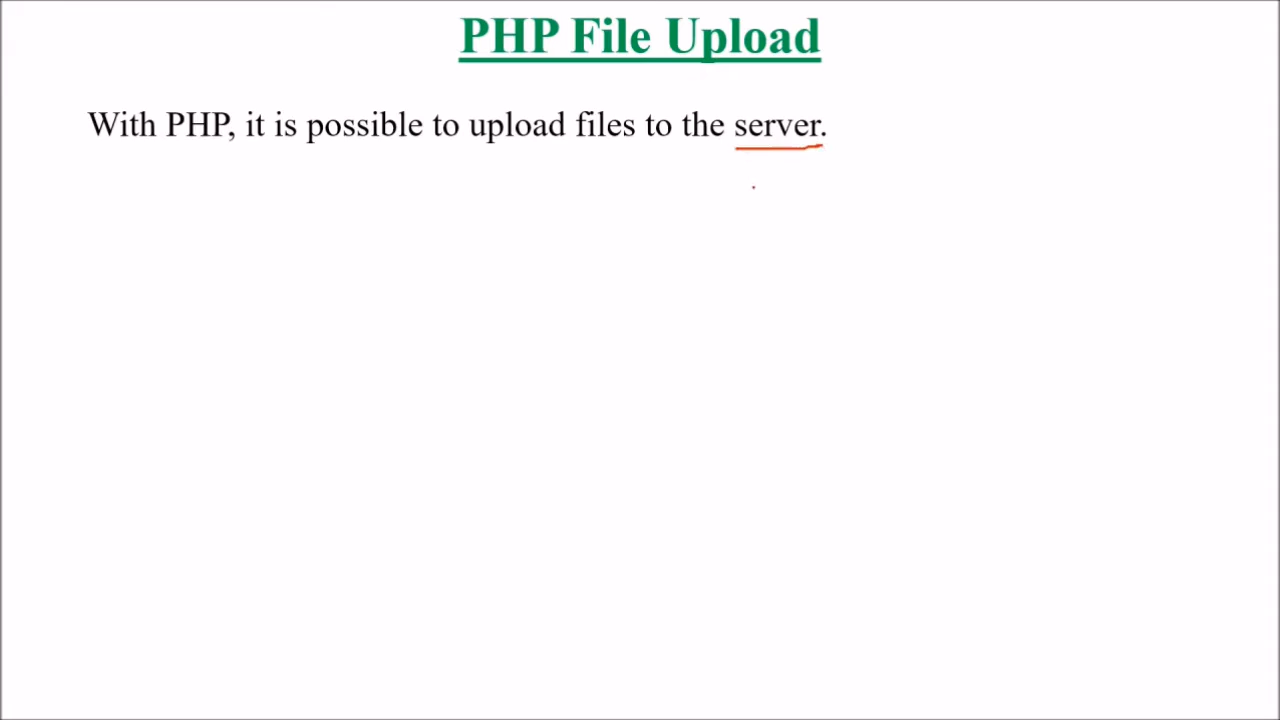 PHP File Upload
With PHP, it is possible to upload files to the server.